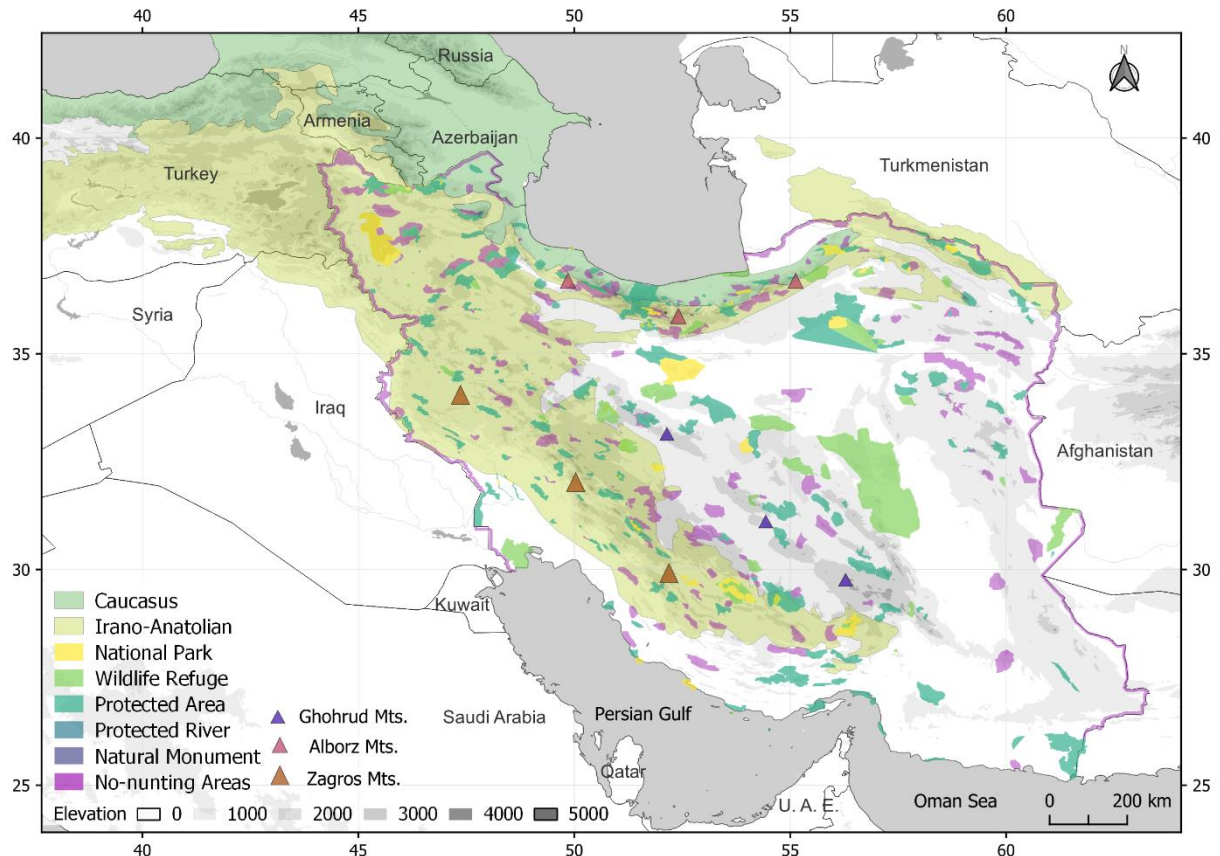 40 45 50 55 60
N
Russia
Armenia
Azerbaijan
40 40
Turkey
Turkmenistan
Syria
35 35
Iraq
Afghanistan
30 30
Kuwait
Caucasus
Irano-Anatolian
National Park
Wildlife Refuge
Protected Area
Protected River
Natural Monument
No-nunting Areas
Ghohrud Mts.
Alborz Mts.
Zagros Mts.
Saudi Arabia
Persian Gulf
Qatar
25 25
U. A. E.
Oman Sea
0 200 km
Elevation 0 1000 2000 3000 4000 5000
40 45 50 55 60